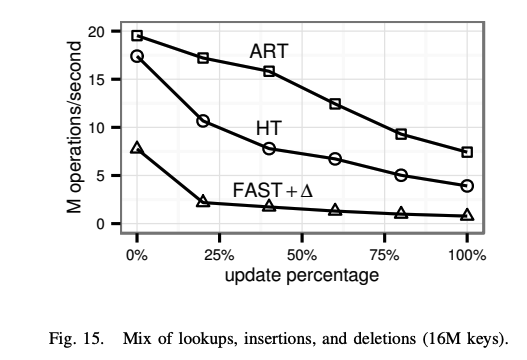 20
15
10
5
0
M operations/second
ART
HT
FAST+Δ
0%
25%
50%
75%
100%
update percentage
Fig. 15. Mix of lookups, insertions, and deletions (16M keys).